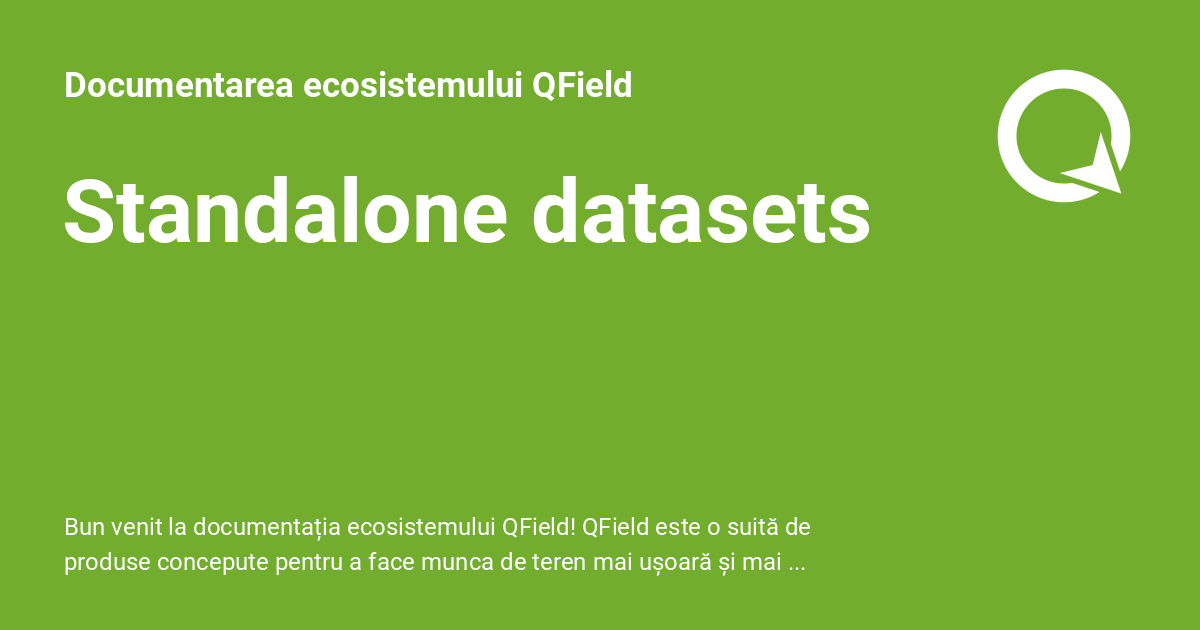 Documentarea ecosistemului QField
Standalone datasets
Bun venit la documentația ecosistemului QField! QField este o suită de
produse concepute pentru a face munca de teren mai ușoară și mai ...